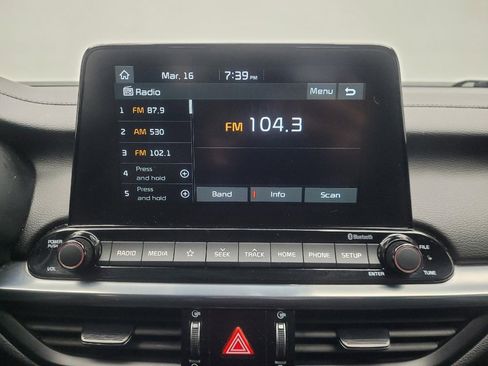 Mar. 16 7:39 PM
Radio Menu
1 FM 87.9
2 AM 530
3 FM 102.1
4 Press and hold
5 Press and hold
FM 104.3
Band Info Scan
Bluetooth
POWER PUSH
VOL
RADIO MEDIA SEEK TRACK HOME PHONE SETUP
FILE
ENTER TUNE